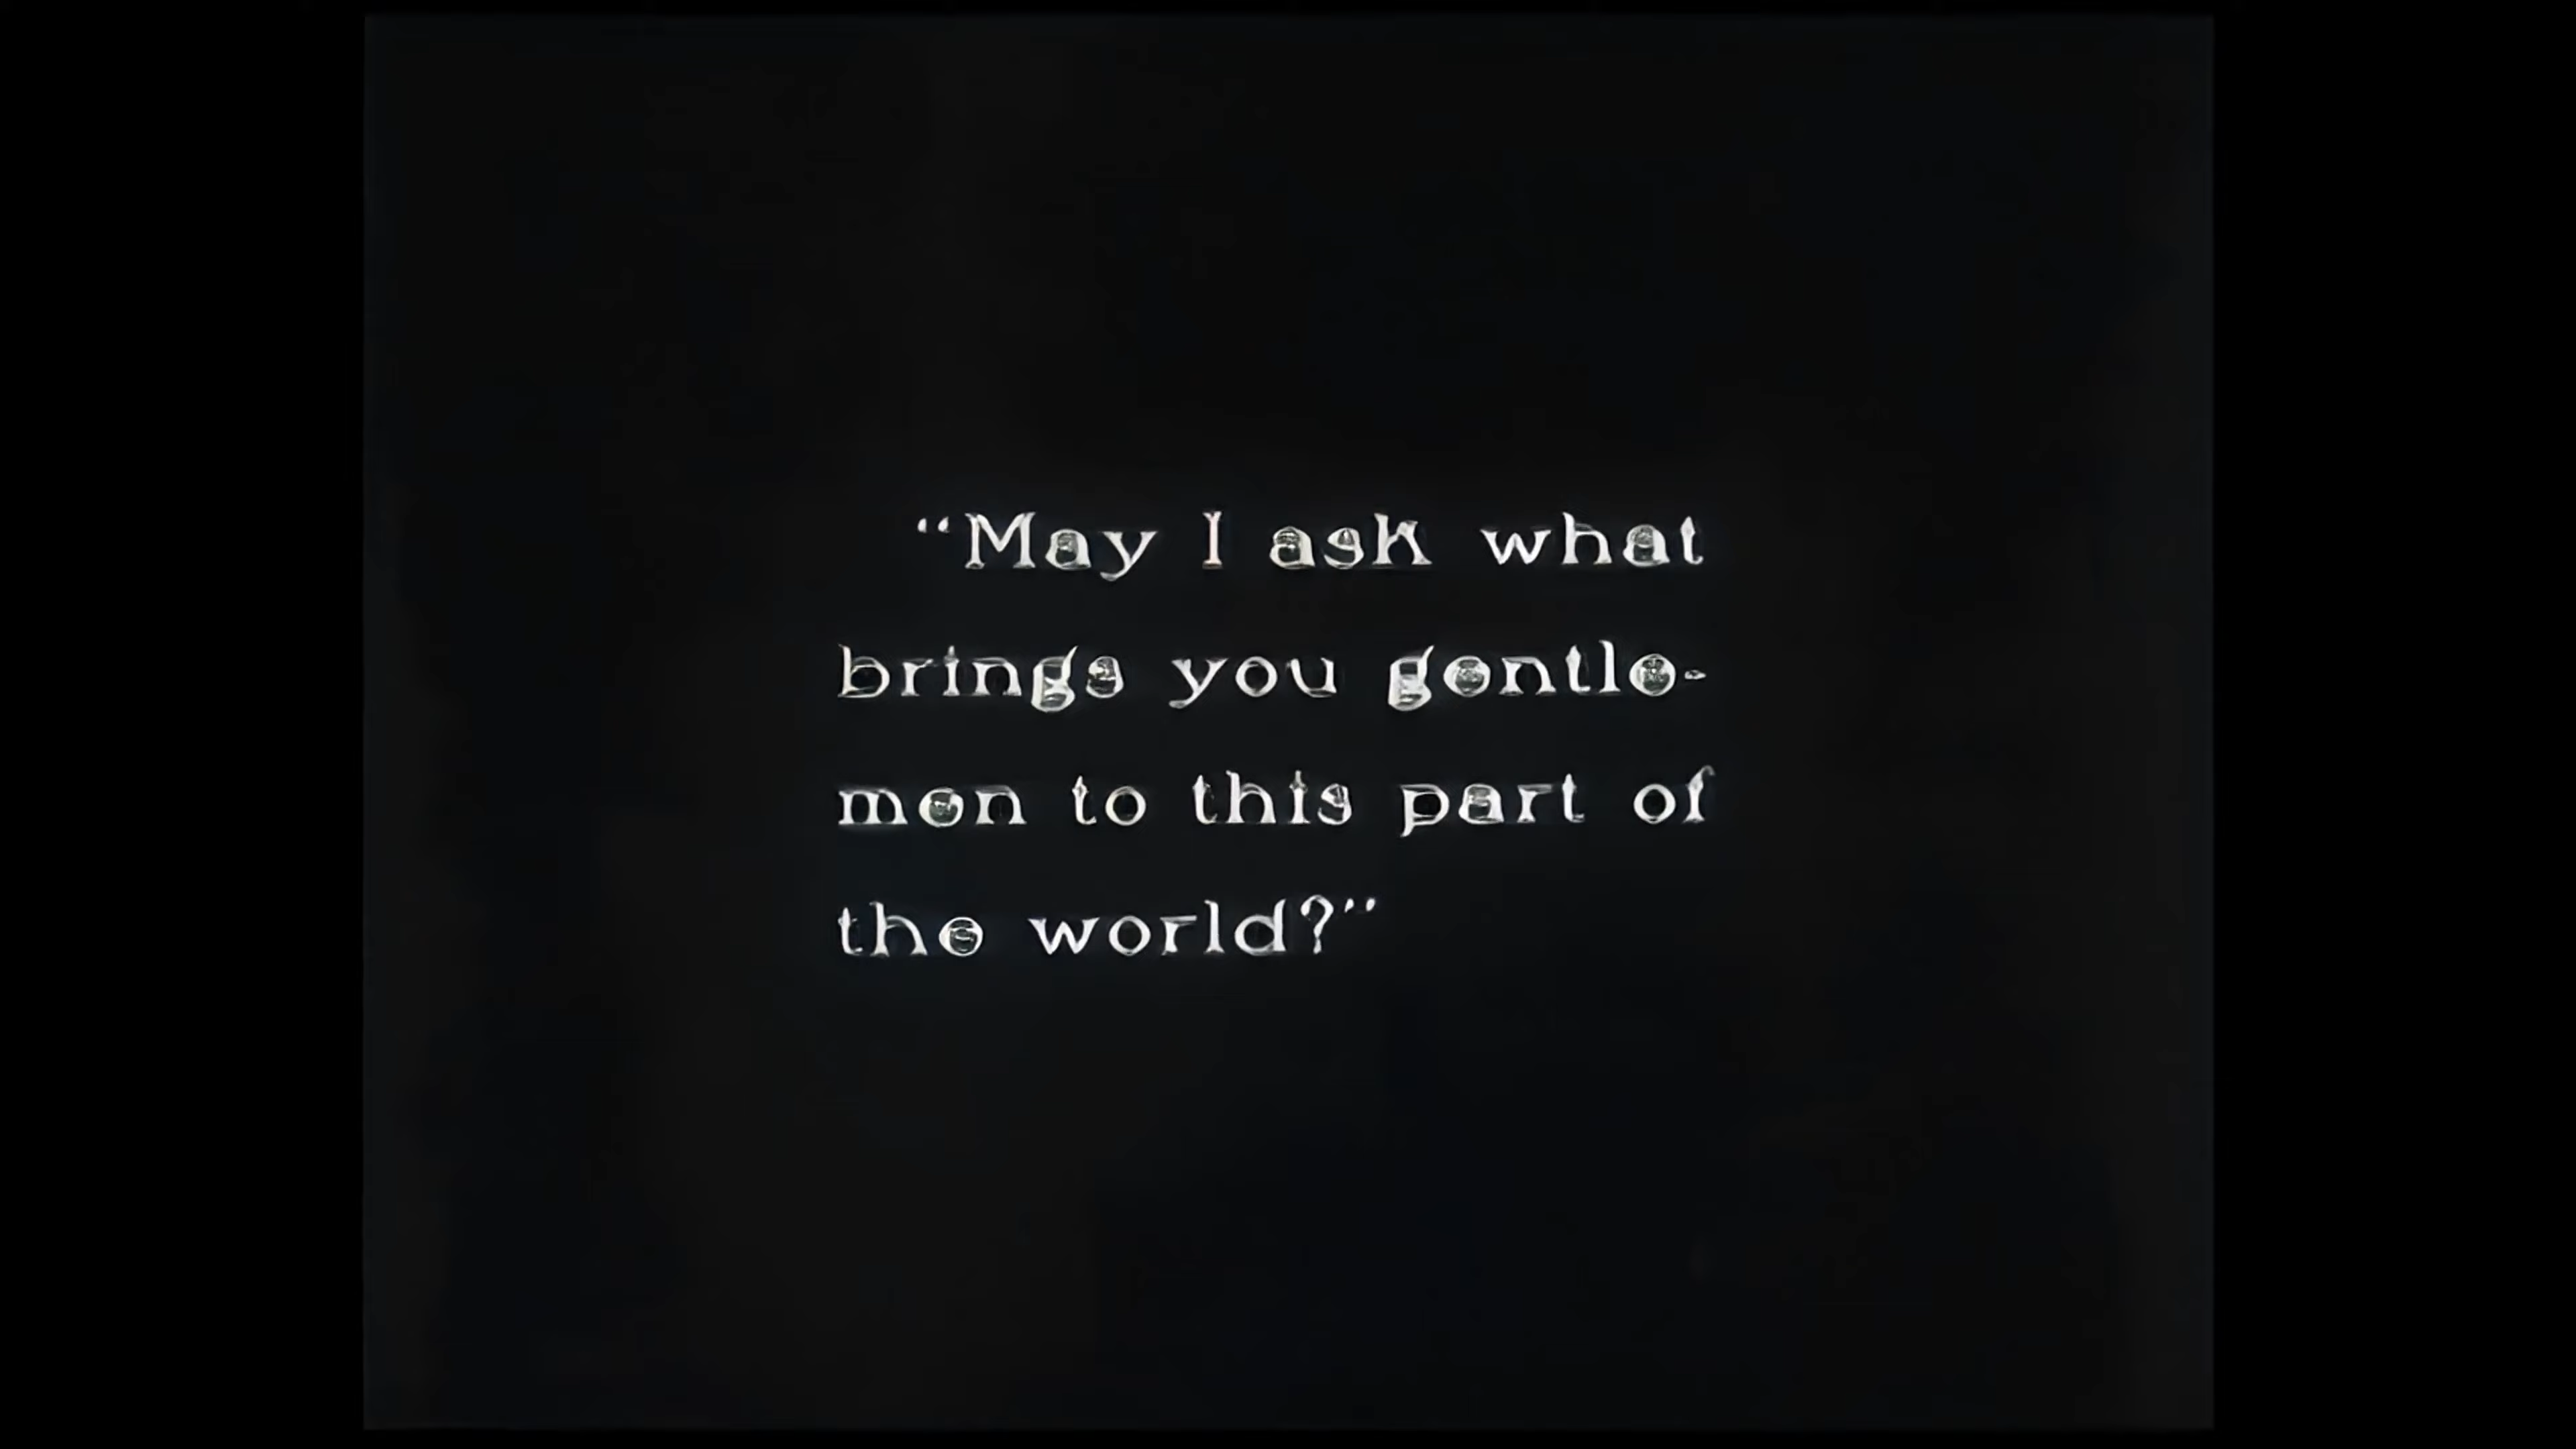 “May I ask what
brings you gentle-
men to this part of
the world?”